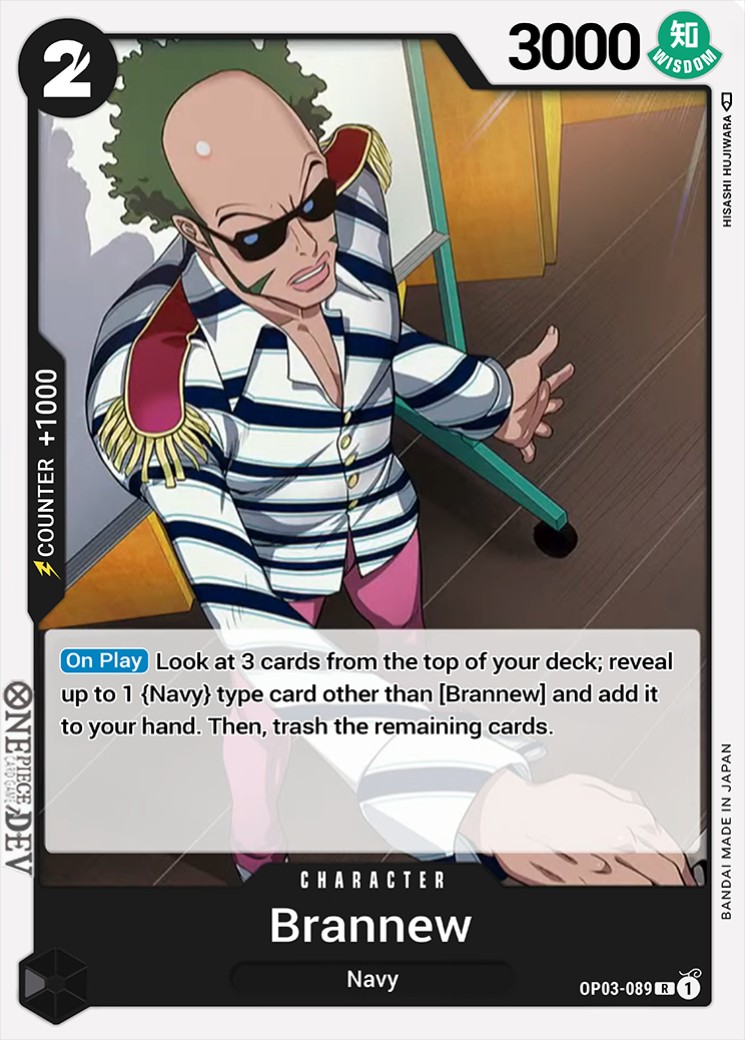 2
3000
知
WISDOM
HISASHI HUJIWARA
COUNTER +1000
On Play Look at 3 cards from the top of your deck; reveal
up to 1 {Navy} type card other than [Brannew] and add it
to your hand. Then, trash the remaining cards.
ONE PIECE
CARD GAME
DEV
BANDAI MADE IN JAPAN
CHARACTER
Brannew
Navy
OP03-089 R 1